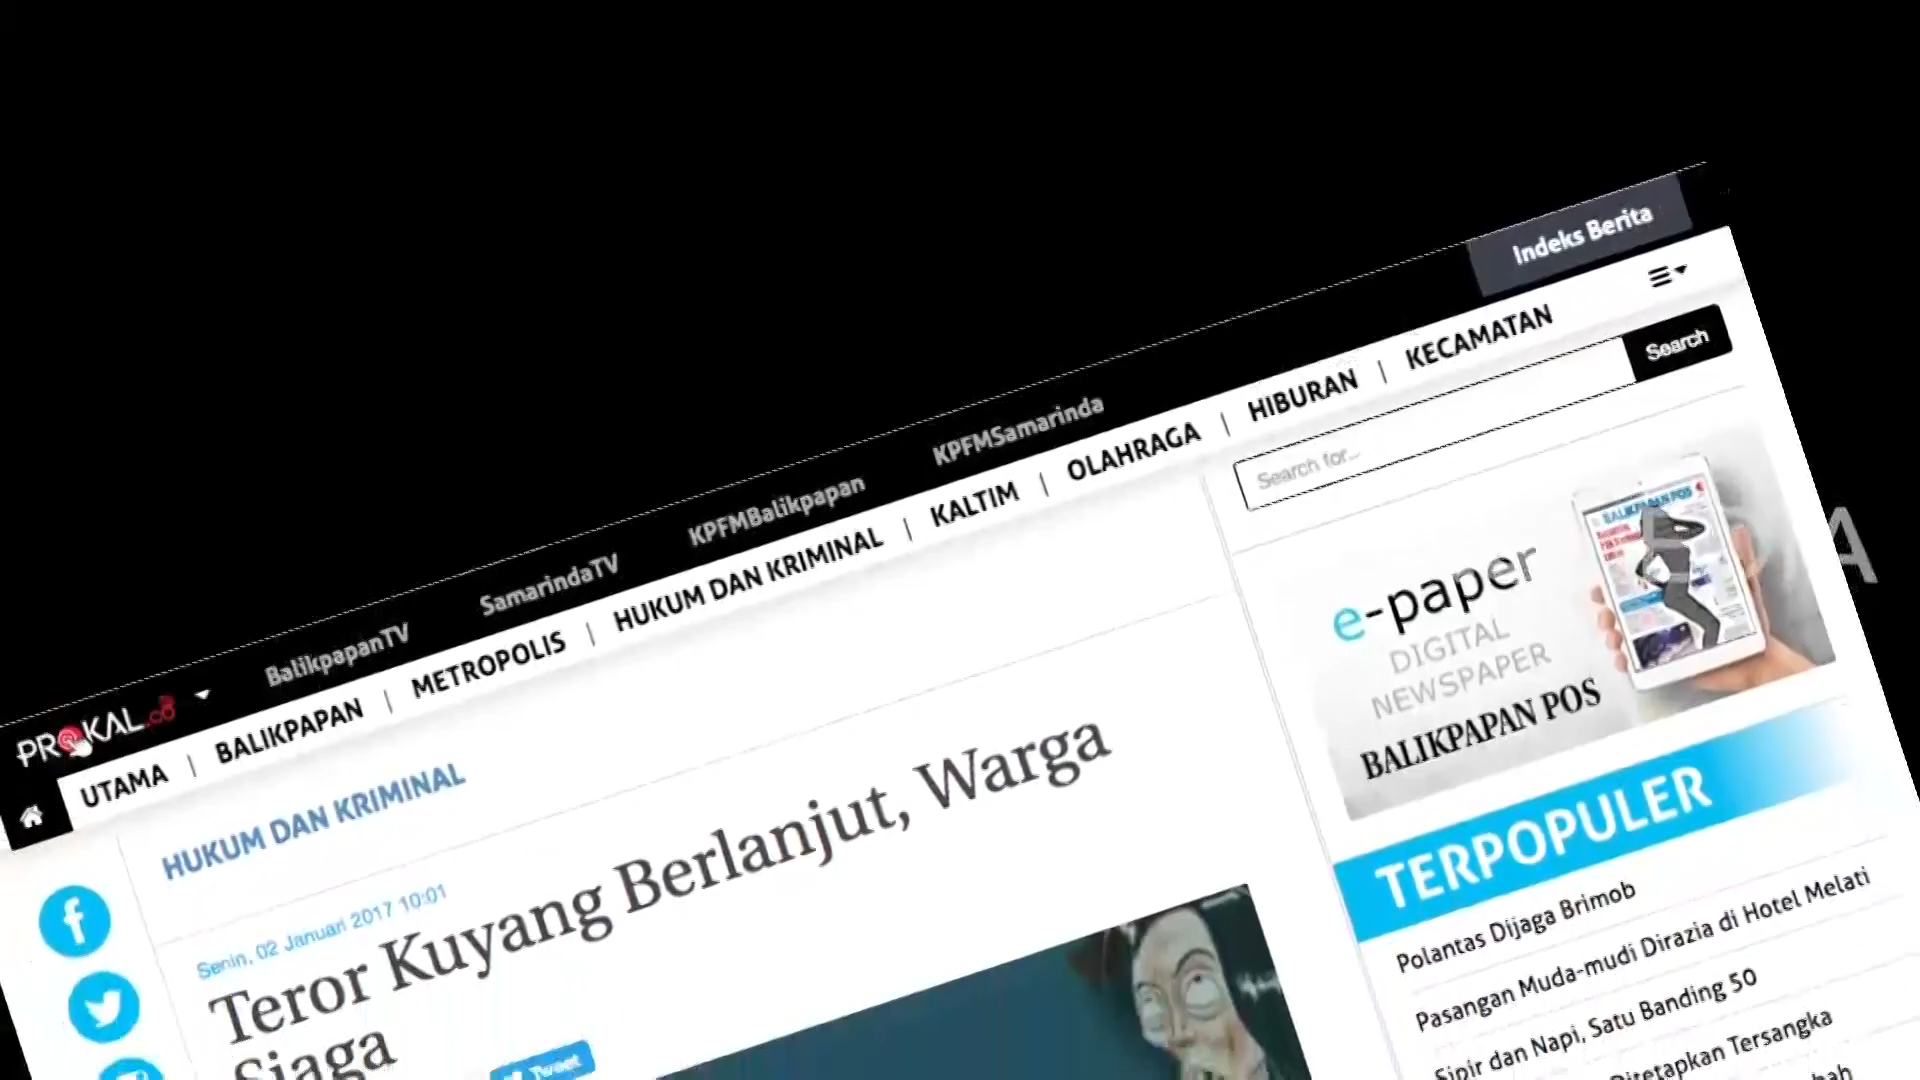 Indeks Berita
PROKAL.co
BalikpapanTV
SamarindaTV
KPFMBalikpapan
KPFMSamarinda
UTAMA | BALIKPAPAN | METROPOLIS | HUKUM DAN KRIMINAL | KALTIM | OLAHRAGA | HIBURAN | KECAMATAN
Search for...
Search
HUKUM DAN KRIMINAL
Senin, 02 Januari 2017 10:01
Teror Kuyang Berlanjut, Warga
Siaga
Tweet
e-paper
DIGITAL
NEWSPAPER
BALIKPAPAN POS
BALIKPAPAN POS
TERPOPULER
Polantas Dijaga Brimob
Pasangan Muda-mudi Dirazia di Hotel Melati
Sipir dan Napi, Satu Banding 50
Ditetapkan Tersangka